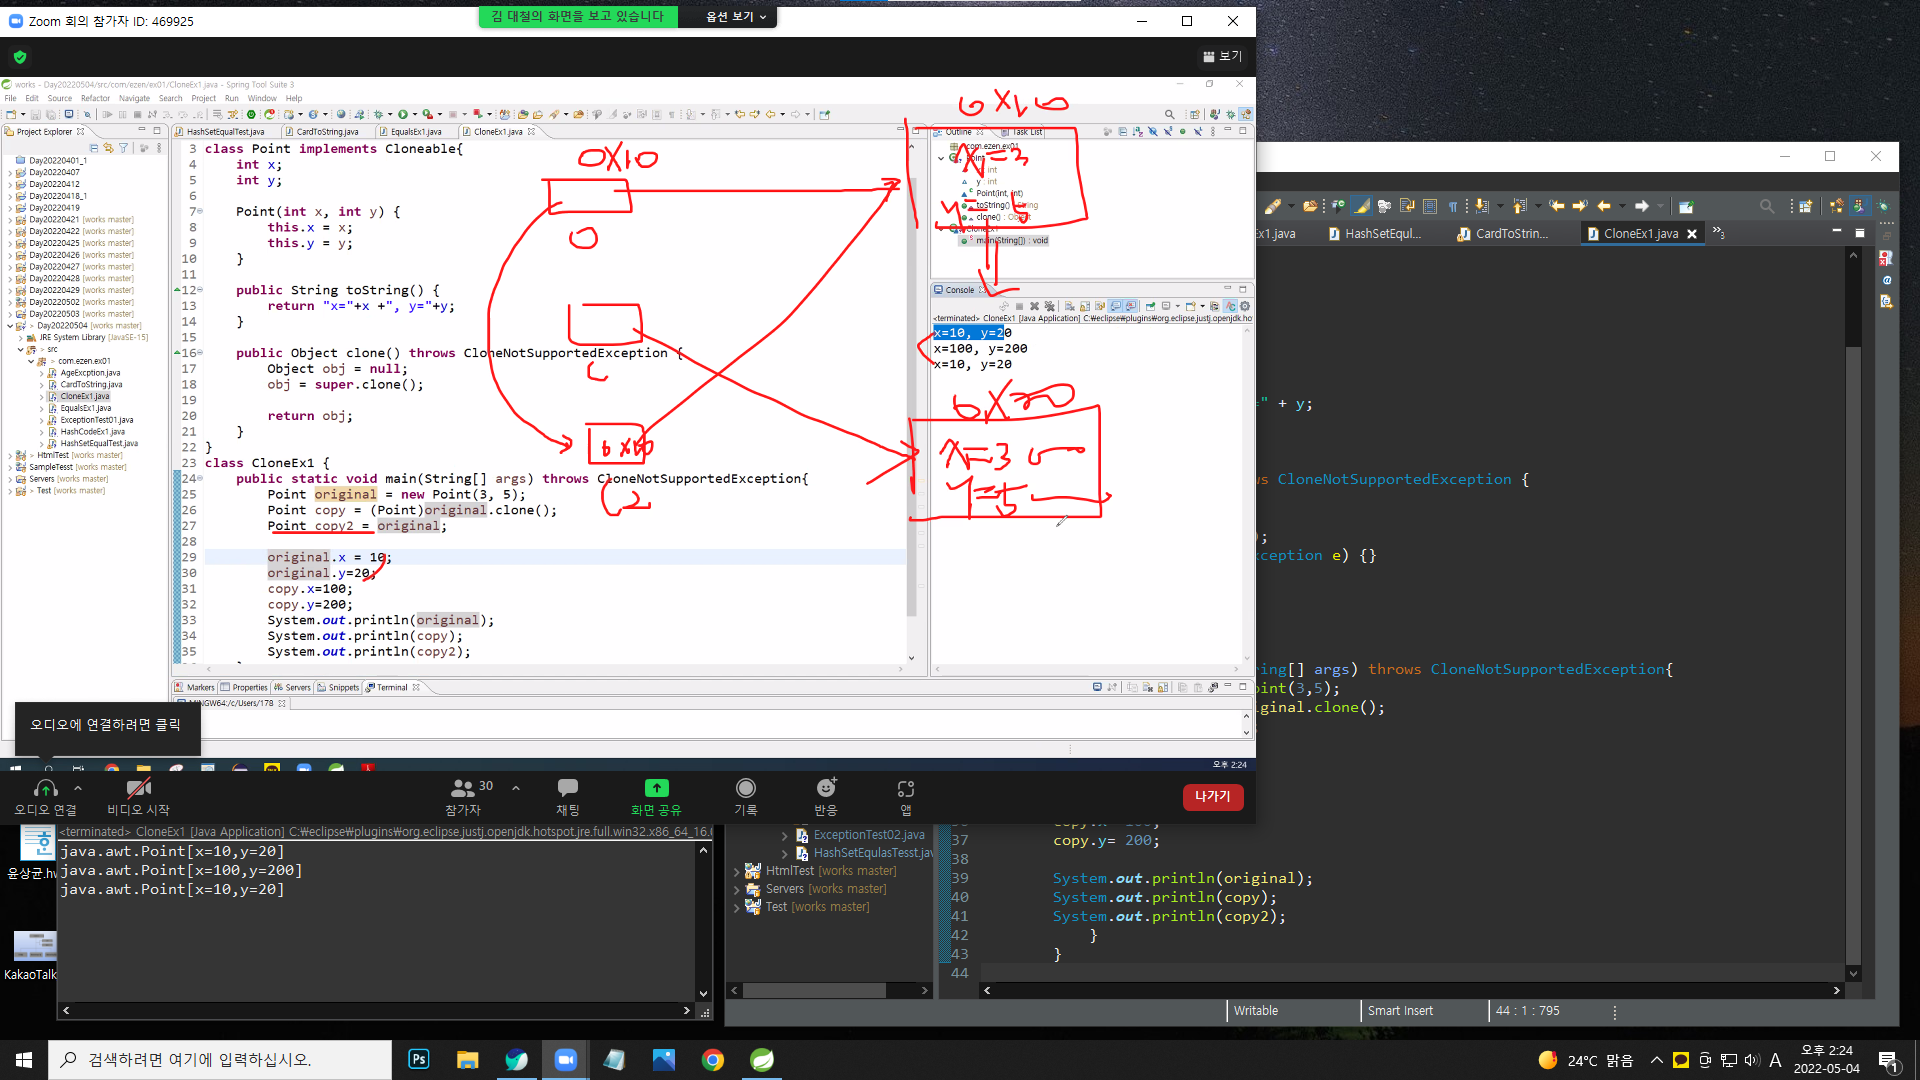 Zoom 회의 참가자 ID: 469925
김 대철의 화면을 보고 있습니다
옵션 보기
보기
works - Day20220504/src/com/ezen/ex01/CloneEx1.java - Spring Tool Suite 3
File Edit Source Refactor Navigate Search Project Run Window Help
Project Explorer
HashSetEqualTest.java
CardToString.java
EqualsEx1.java
CloneEx1.java
Day20220401_1
Day20220407
Day20220412
Day20220418_1
Day20220419
Day20220421 [works master]
Day20220422 [works master]
Day20220425 [works master]
Day20220426 [works master]
Day20220427 [works master]
Day20220428 [works master]
Day20220429 [works master]
Day20220502 [works master]
Day20220503 [works master]
> Day20220504 [works master]
JRE System Library [JavaSE-15]
> src
> com.ezen.ex01
AgeExcption.java
CardToString.java
CloneEx1.java
EqualsEx1.java
ExceptionTest01.java
HashCodeEx1.java
HashSetEqualTest.java
> HtmlTest [works master]
SampleTesst [works master]
Servers [works master]
> Test [works master]
3 class Point implements Cloneable{
4 int x;
5 int y;
6
7 Point(int x, int y) {
8 this.x = x;
9 this.y = y;
10 }
11
12 public String toString() {
13 return "x="+x +", y="+y;
14 }
15
16 public Object clone() throws CloneNotSupportedException {
17 Object obj = null;
18 obj = super.clone();
19
20 return obj;
21 }
22 }
23 class CloneEx1 {
24 public static void main(String[] args) throws CloneNotSupportedException{
25 Point original = new Point(3, 5);
26 Point copy = (Point)original.clone();
27 Point copy2 = original;
28
29 original.x = 10;
30 original.y=20;
31 copy.x=100;
32 copy.y=200;
33 System.out.println(original);
34 System.out.println(copy);
35 System.out.println(copy2);
0x10
0
c
0x10
c2
0x10
x=3
y=5
0x20
x=3
y=5
Outline
Task List
com.ezen.ex01
Point
x : int
y : int
Point(int, int)
toString() : String
clone() : Object
CloneEx1
main(String[]) : void
Console
<terminated> CloneEx1 [Java Application] C:\eclipse\plugins\org.eclipse.justj.openjdk.hot
x=10, y=20
x=100, y=200
x=10, y=20
Markers Properties Servers Snippets Terminal
MINGW64:/c/Users/178
오디오에 연결하려면 클릭
오후 2:24
오디오 연결
비디오 시작
30
참가자
채팅
화면 공유
기록
반응
앱
나가기
x1.java
HashSetEqul...
CardToStrin...
CloneEx1.java
" + y;
CloneNotSupportedException {
);
ception e) {}
ing[] args) throws CloneNotSupportedException{
int(3,5);
ginal.clone();
37 copy.y= 200;
38
39 System.out.println(original);
40 System.out.println(copy);
41 System.out.println(copy2);
42 }
43 }
44
윤상균.hw
KakaoTalk
<terminated> CloneEx1 [Java Application] C:\eclipse\plugins\org.eclipse.justj.openjdk.hotspot.jre.full.win32.x86_64_16.
java.awt.Point[x=10,y=20]
java.awt.Point[x=100,y=200]
java.awt.Point[x=10,y=20]
ExceptionTest02.java
HashSetEqulasTesst.jav
HtmlTest [works master]
Servers [works master]
Test [works master]
Writable
Smart Insert
44 : 1 : 795
검색하려면 여기에 입력하십시오.
Ps
24°C 맑음
A
오후 2:24
2022-05-04
1